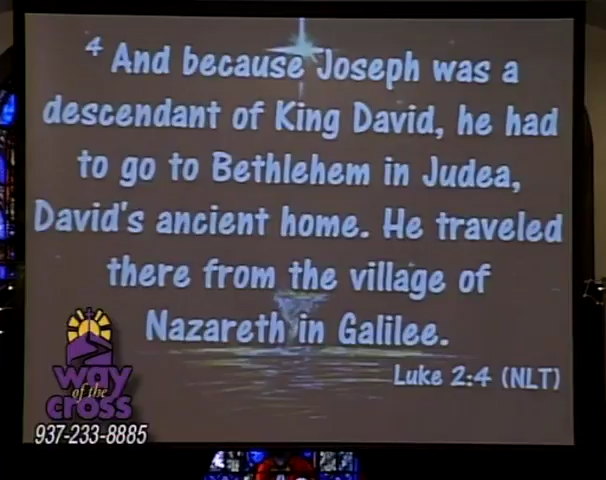 4 And because Joseph was a
descendant of King David, he had
to go to Bethlehem in Judea,
David's ancient home. He traveled
there from the village of
Nazareth in Galilee.
Luke 2:4 (NLT)
way
of the
cross
937-233-8885